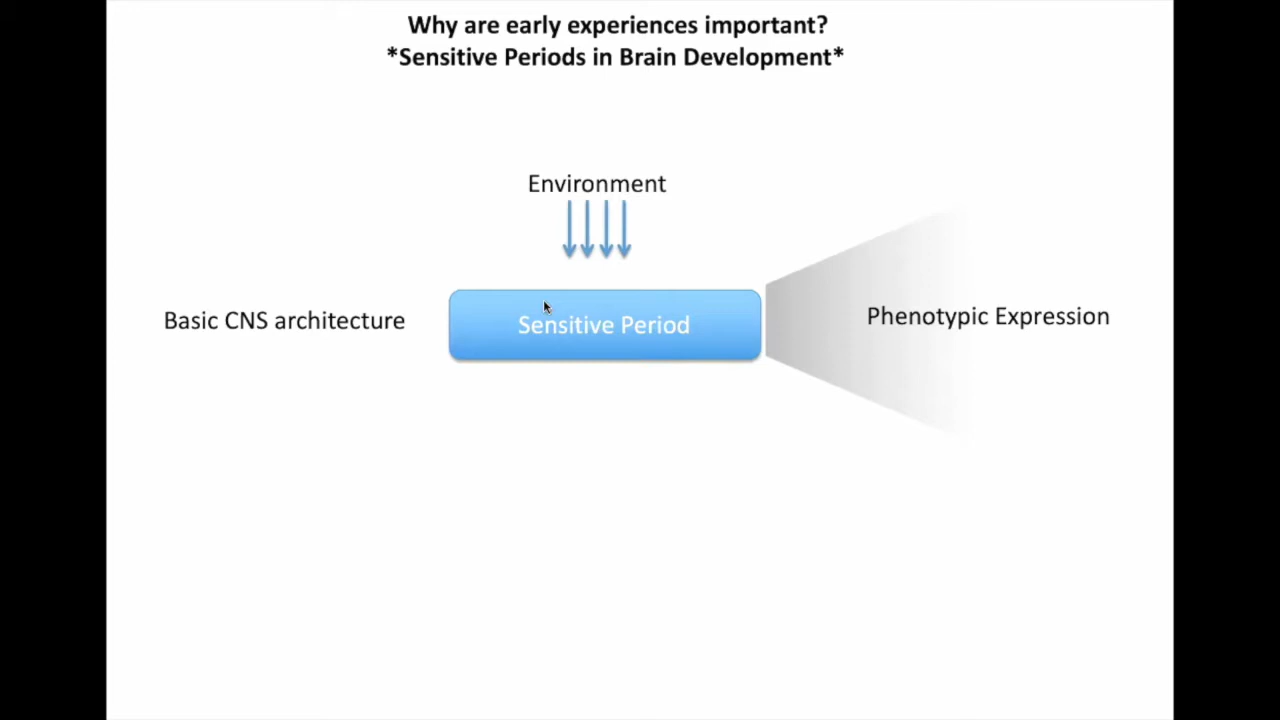 Why are early experiences important?
*Sensitive Periods in Brain Development*
Environment
Basic CNS architecture
Sensitive Period
Phenotypic Expression